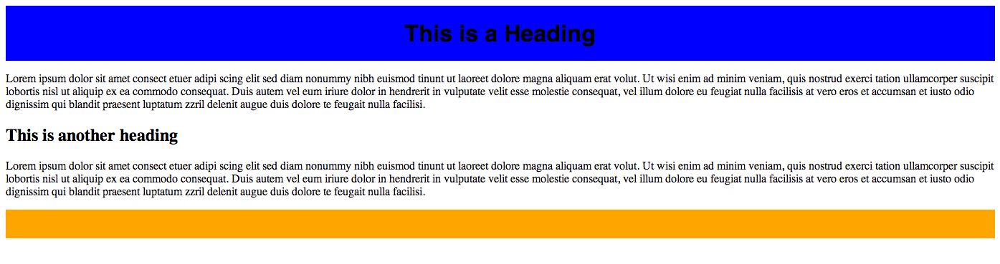 This is a Heading
Lorem ipsum dolor sit amet consect etuer adipi scing elit sed diam nonummy nibh euismod tinunt ut laoreet dolore magna aliquam erat volut. Ut wisi enim ad minim veniam, quis nostrud exerci tation ullamcorper suscipit
lobortis nisl ut aliquip ex ea commodo consequat. Duis autem vel eum iriure dolor in hendrerit in vulputate velit esse molestie consequat, vel illum dolore eu feugiat nulla facilisis at vero eros et accumsan et iusto odio
dignissim qui blandit praesent luptatum zzril delenit augue duis dolore te feugait nulla facilisi.
This is another heading
Lorem ipsum dolor sit amet consect etuer adipi scing elit sed diam nonummy nibh euismod tinunt ut laoreet dolore magna aliquam erat volut. Ut wisi enim ad minim veniam, quis nostrud exerci tation ullamcorper suscipit
lobortis nisl ut aliquip ex ea commodo consequat. Duis autem vel eum iriure dolor in hendrerit in vulputate velit esse molestie consequat, vel illum dolore eu feugiat nulla facilisis at vero eros et accumsan et iusto odio
dignissim qui blandit praesent luptatum zzril delenit augue duis dolore te feugait nulla facilisi.